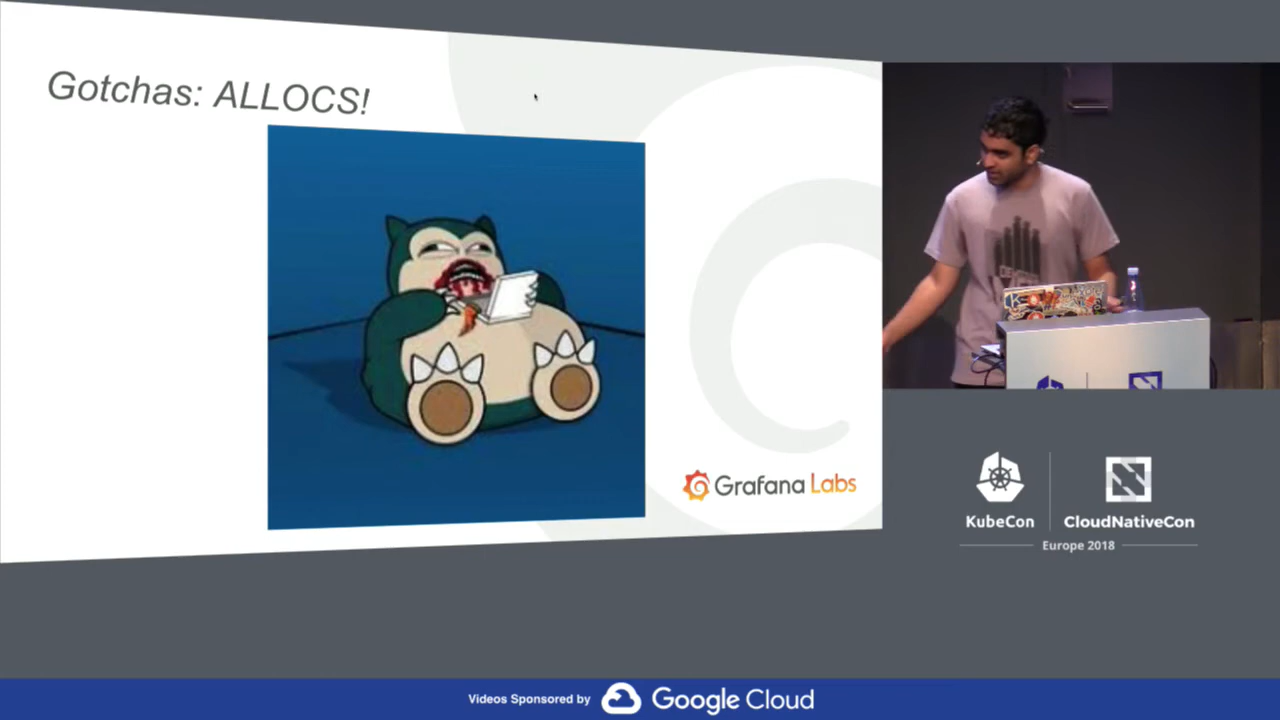 Gotchas: ALLOCS!
Grafana Labs
KubeCon
CloudNativeCon
Europe 2018
Videos Sponsored by Google Cloud